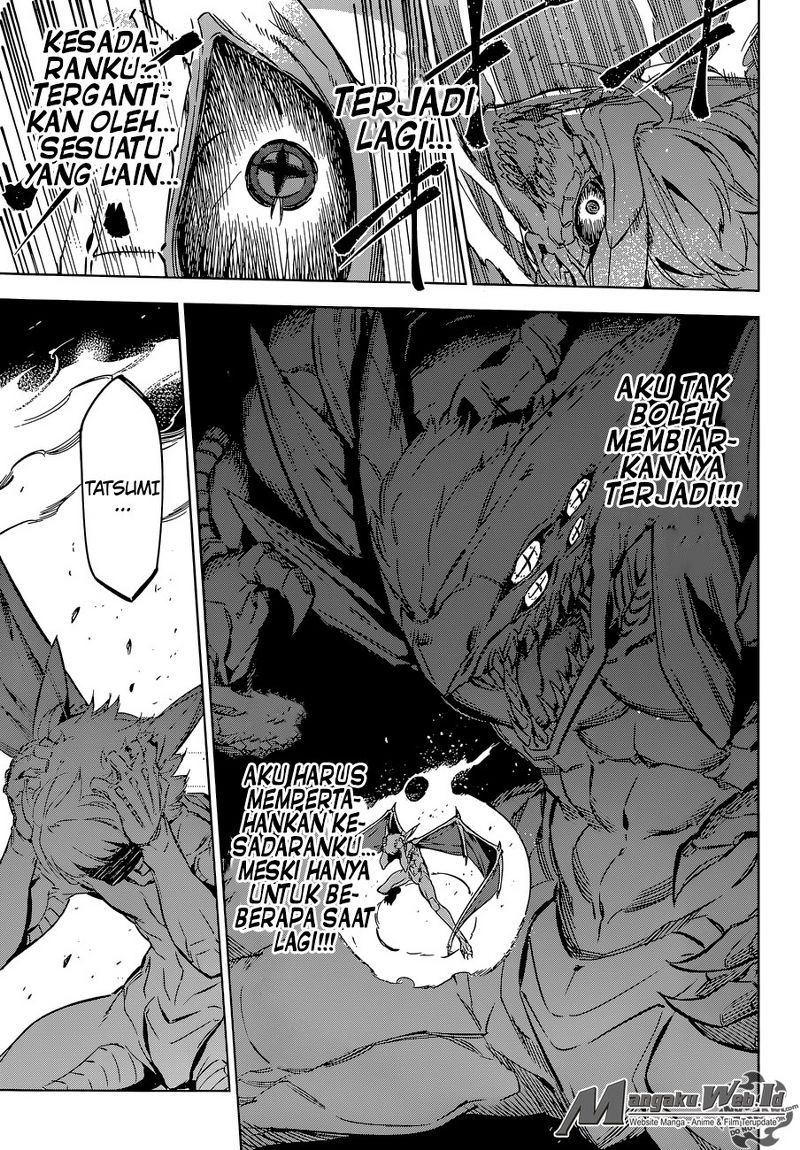 TERJADI
LAGI!...
KESADA-
RANKU...
TERGANTI-
KAN OLEH...
SESUATU
YANG LAIN...
AKU TAK
BOLEH
MEMBIAR-
KANNYA
TERJADI!!!
AKU HARUS
MEMPERTA-
HANKAN KE-
SADARANKU...
MESKI HANYA
UNTUK BE-
BERAPA SAAT
LAGI!!!
TATSUMI
...
Mangaku.Web.Id
Website Manga - Anime & Film Terupdate